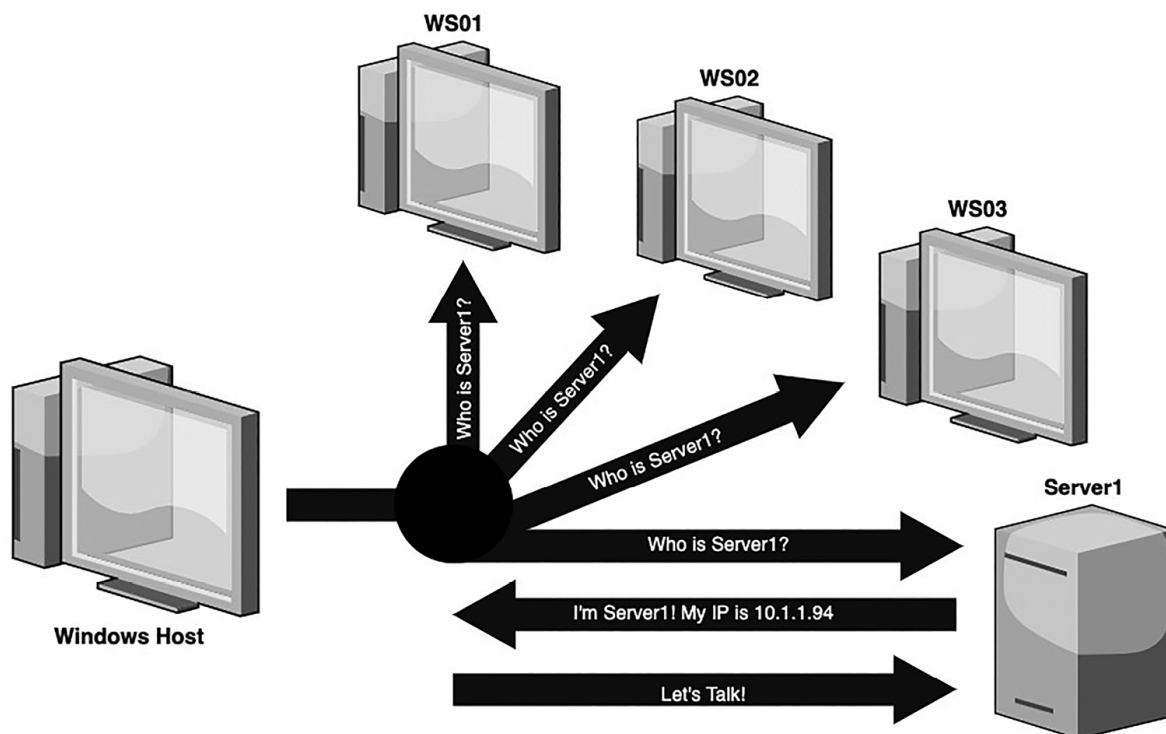 WS01
WS02
WS03
Who is Server1?
Who is Server1?
Who is Server1?
Server1
Who is Server1?
I'm Server1! My IP is 10.1.1.94
Windows Host
Let's Talk!